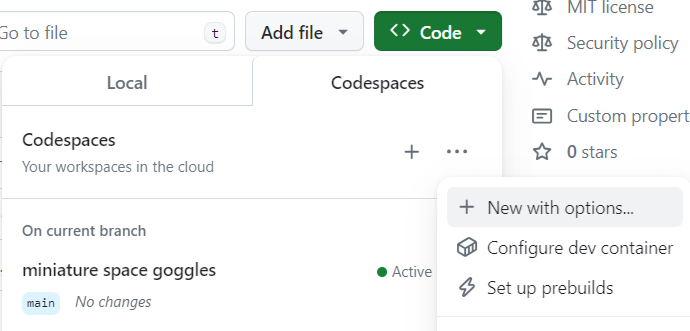 Go to file
t
Add file
Code
Local
Codespaces
Codespaces
Your workspaces in the cloud
On current branch
miniature space goggles
Active
main
No changes
New with options...
Configure dev container
Set up prebuilds
MIT license
Security policy
Activity
Custom propert
0 stars